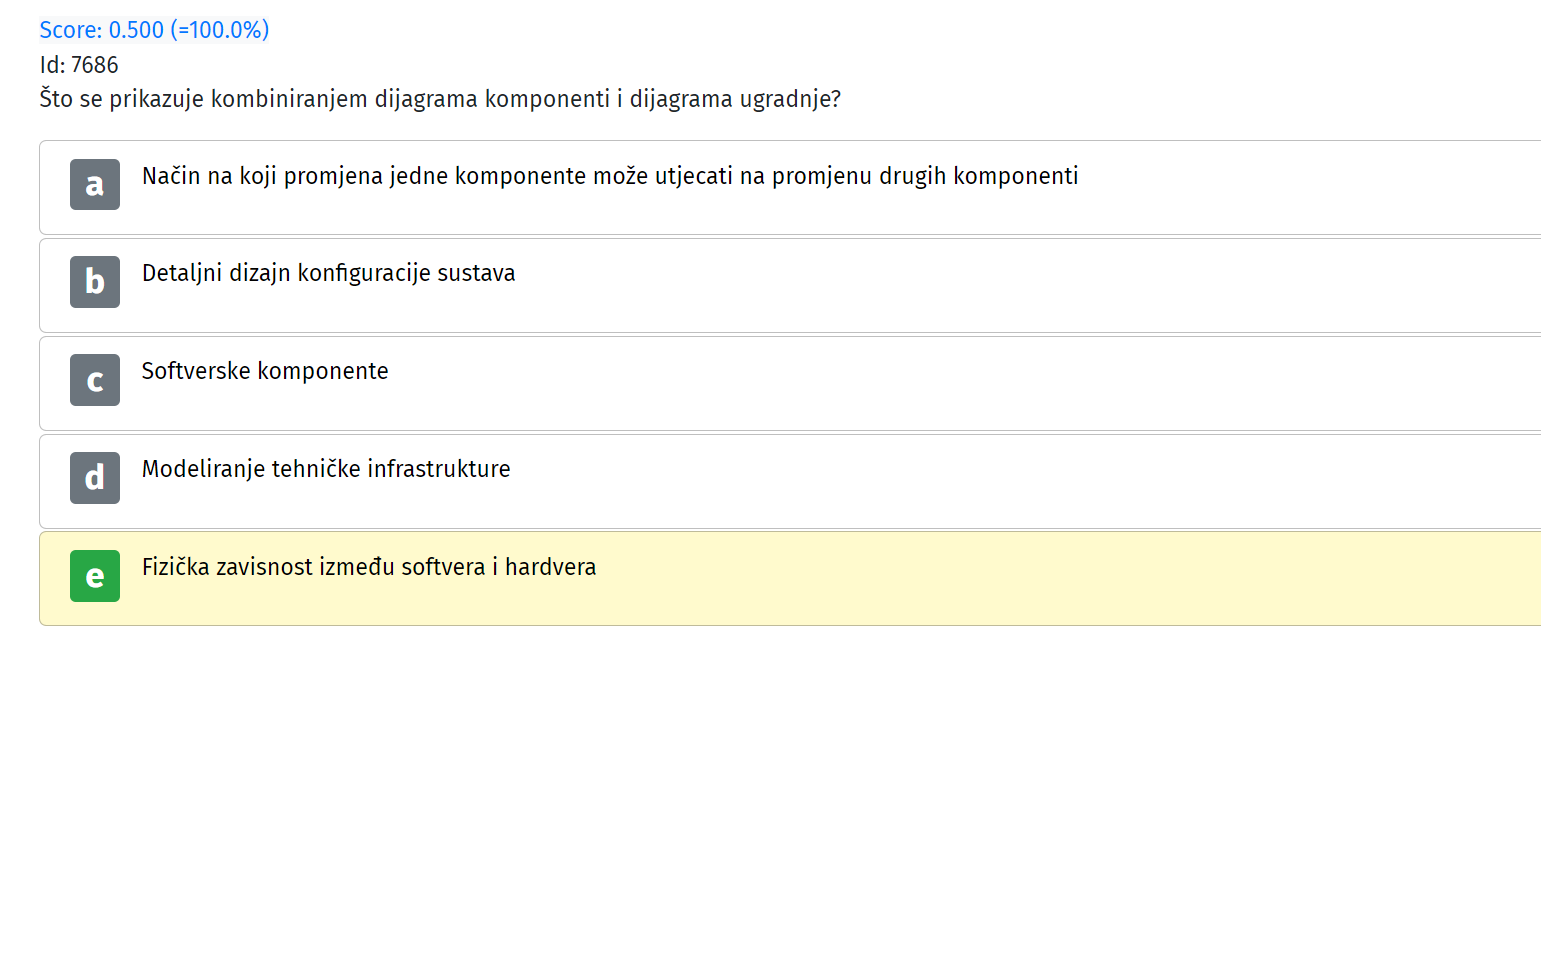 Score: 0.500 (=100.0%)
Id: 7686
Što se prikazuje kombiniranjem dijagrama komponenti i dijagrama ugradnje?
a Način na koji promjena jedne komponente može utjecati na promjenu drugih komponenti
b Detaljni dizajn konfiguracije sustava
c Softverske komponente
d Modeliranje tehničke infrastrukture
e Fizička zavisnost između softvera i hardvera